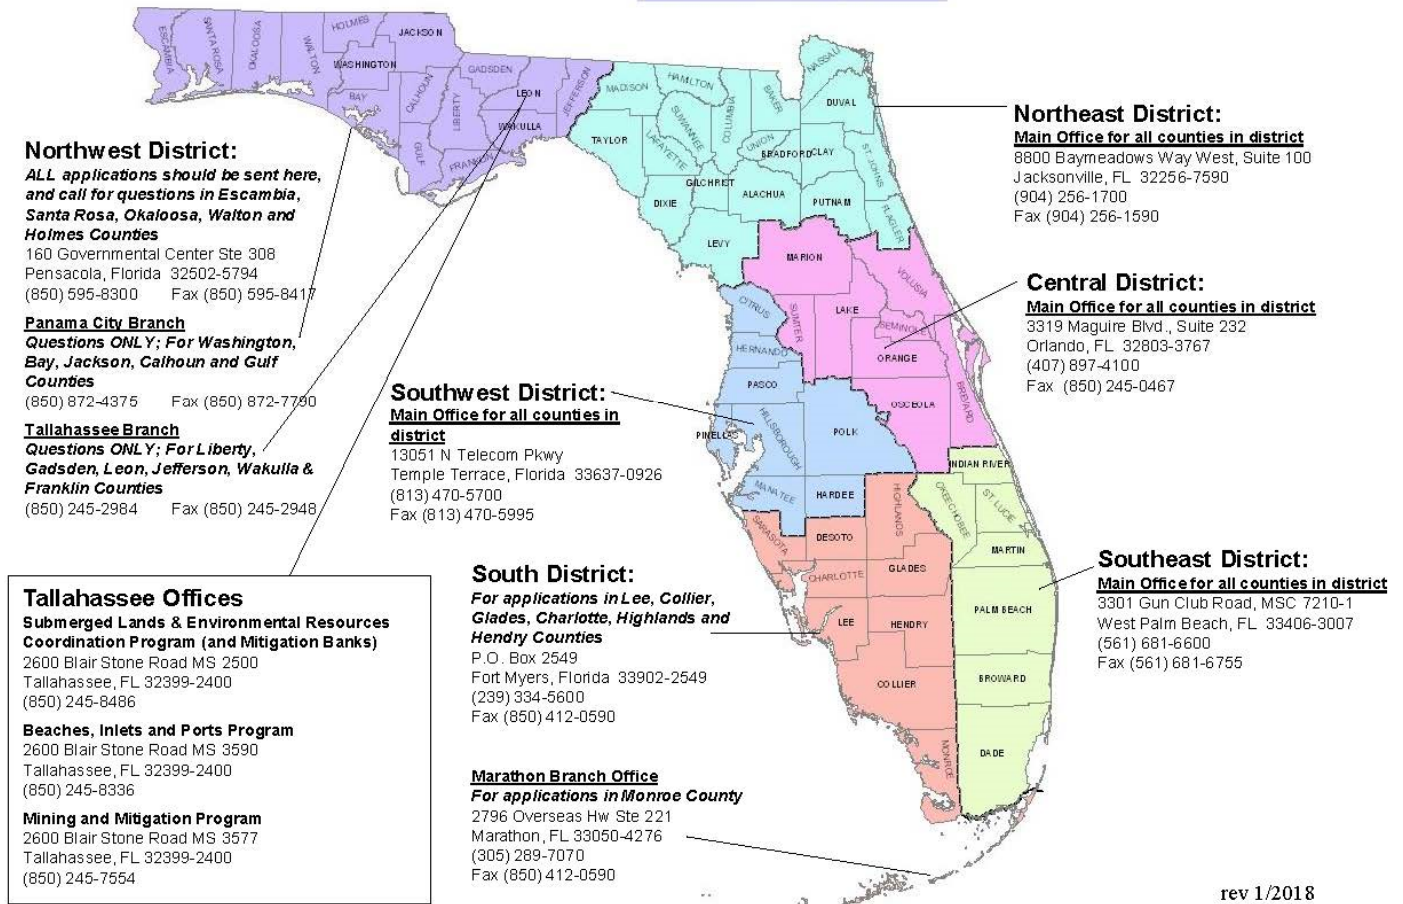 Northwest District:
ALL applications should be sent here,
and call for questions in Escambia,
Santa Rosa, Okaloosa, Walton and
Holmes Counties
160 Governmental Center Ste 308
Pensacola, Florida 32502-5794
(850) 595-8300 Fax (850) 595-8417
Panama City Branch
Questions ONLY; For Washington,
Bay, Jackson, Calhoun and Gulf
Counties
(850) 872-4375 Fax (850) 872-7790
Tallahassee Branch
Questions ONLY; For Liberty,
Gadsden, Leon, Jefferson, Wakulla &
Franklin Counties
(850) 245-2984 Fax (850) 245-2948
Tallahassee Offices
Submerged Lands & Environmental Resources
Coordination Program (and Mitigation Banks)
2600 Blair Stone Road MS 2500
Tallahassee, FL 32399-2400
(850) 245-8486
Beaches, Inlets and Ports Program
2600 Blair Stone Road MS 3590
Tallahassee, FL 32399-2400
(850) 245-8336
Mining and Mitigation Program
2600 Blair Stone Road MS 3577
Tallahassee, FL 32399-2400
(850) 245-7554
Southwest District:
Main Office for all counties in
district
13051 N Telecom Pkwy
Temple Terrace, Florida 33637-0926
(813) 470-5700
Fax (813) 470-5995
South District:
For applications in Lee, Collier,
Glades, Charlotte, Highlands and
Hendry Counties
P.O. Box 2549
Fort Myers, Florida 33902-2549
(239) 334-5600
Fax (850) 412-0590
Marathon Branch Office
For applications in Monroe County
2796 Overseas Hw Ste 221
Marathon, FL 33050-4276
(305) 289-7070
Fax (850) 412-0590
Northeast District:
Main Office for all counties in district
8800 Baymeadows Way West, Suite 100
Jacksonville, FL 32256-7590
(904) 256-1700
Fax (904) 256-1590
Central District:
Main Office for all counties in district
3319 Maguire Blvd., Suite 232
Orlando, FL 32803-3767
(407) 897-4100
Fax (850) 245-0467
Southeast District:
Main Office for all counties in district
3301 Gun Club Road, MSC 7210-1
West Palm Beach, FL 33406-3007
(561) 681-6600
Fax (561) 681-6755
ESCAMBIA
SANTA ROSA
OKALOOSA
WALTON
HOLMES
JACKSON
WASHINGTON
BAY
CALHOUN
GULF
GADSDEN
LIBERTY
LEON
WAKULLA
FRANKLIN
JEFFERSON
MADISON
TAYLOR
HAMILTON
SUWANNEE
LAFAYETTE
COLUMBIA
BAKER
NASSAU
DUVAL
UNION
BRADFORD
CLAY
ST JOHNS
GILCHRIST
ALACHUA
PUTNAM
FLAGLER
DIXIE
LEVY
MARION
VOLUSIA
CITRUS
SUMTER
LAKE
SEMINOLE
HERNANDO
ORANGE
PASCO
OSCEOLA
BREVARD
PINELLAS
HILLSBOROUGH
POLK
INDIAN RIVER
MANATEE
HARDEE
HIGHLANDS
OKEECHOBEE
ST LUCIE
SARASOTA
DESOTO
MARTIN
CHARLOTTE
GLADES
PALM BEACH
LEE
HENDRY
COLLIER
BROWARD
MONROE
DADE
rev 1/2018